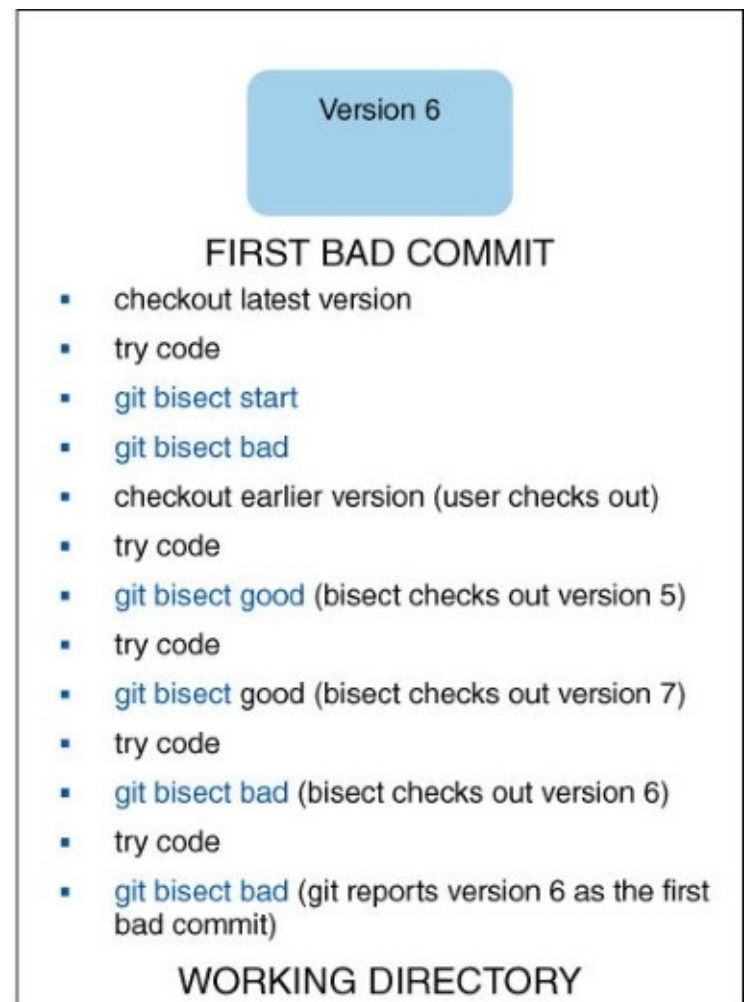 Version 6
FIRST BAD COMMIT
▪ checkout latest version
▪ try code
▪ git bisect start
▪ git bisect bad
▪ checkout earlier version (user checks out)
▪ try code
▪ git bisect good (bisect checks out version 5)
▪ try code
▪ git bisect good (bisect checks out version 7)
▪ try code
▪ git bisect bad (bisect checks out version 6)
▪ try code
▪ git bisect bad (git reports version 6 as the first
bad commit)
WORKING DIRECTORY